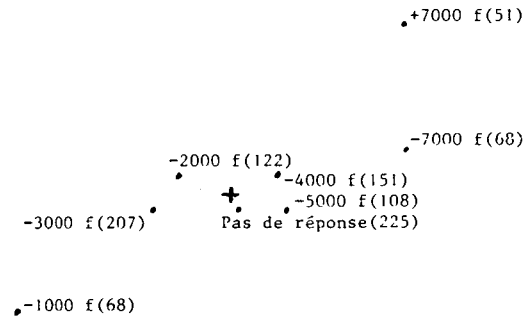 +7000 f(51)
-7000 f(68)
-2000 f(122)
-4000 f(151)
-5000 f(108)
-3000 f(207)
Pas de réponse(225)
-1000 f(68)